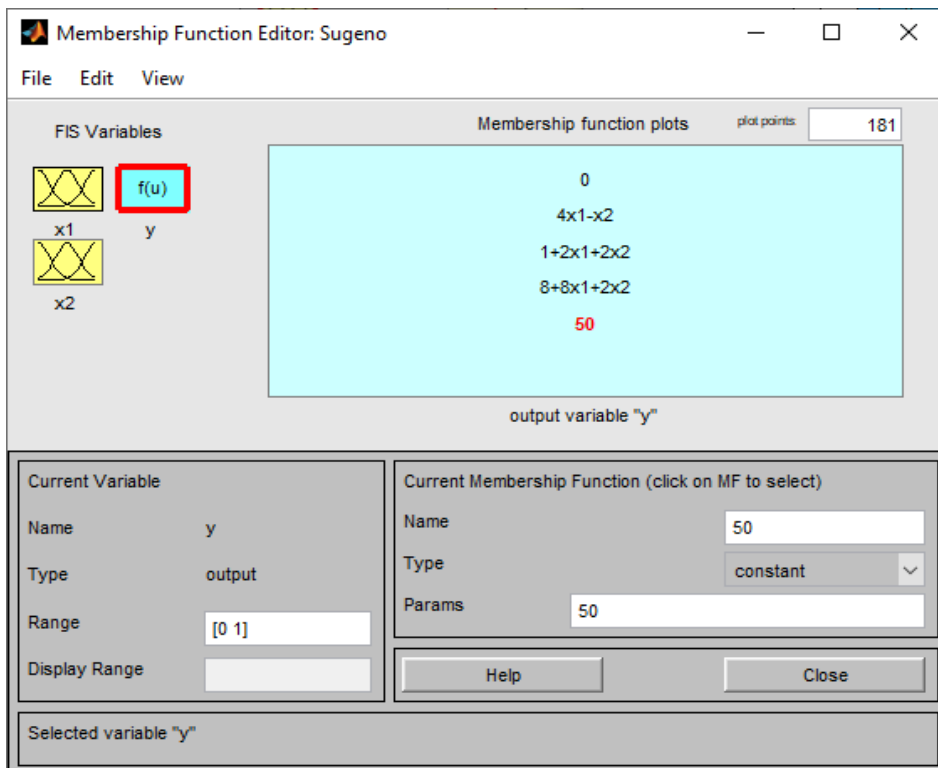 Membership Function Editor: Sugeno
File Edit View
FIS Variables
Membership function plots
plot points:
181
f(u)
x1
y
x2
0
4x1-x2
1+2x1+2x2
8+8x1+2x2
50
output variable "y"
Current Variable
Name y
Type output
Range [0 1]
Display Range
Current Membership Function (click on MF to select)
Name 50
Type constant
Params 50
Help Close
Selected variable "y"